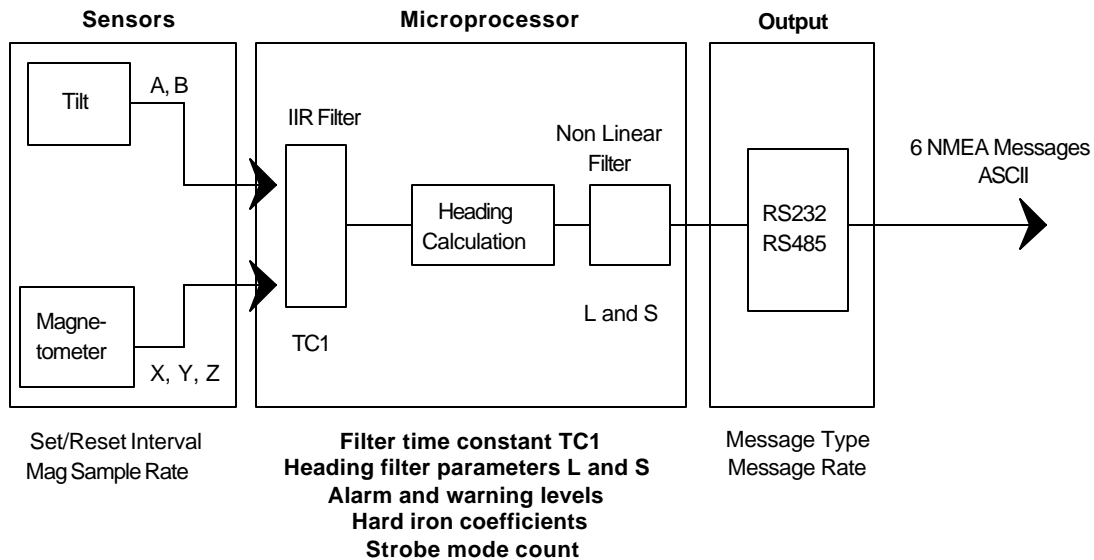 Sensors
Microprocessor
Output
Tilt
A, B
IIR Filter
Non Linear
Filter
6 NMEA Messages
ASCII
Heading
Calculation
RS232
RS485
Magne-
tometer
X, Y, Z
TC1
L and S
Set/Reset Interval
Mag Sample Rate
Filter time constant TC1
Heading filter parameters L and S
Alarm and warning levels
Hard iron coefficients
Strobe mode count
Message Type
Message Rate